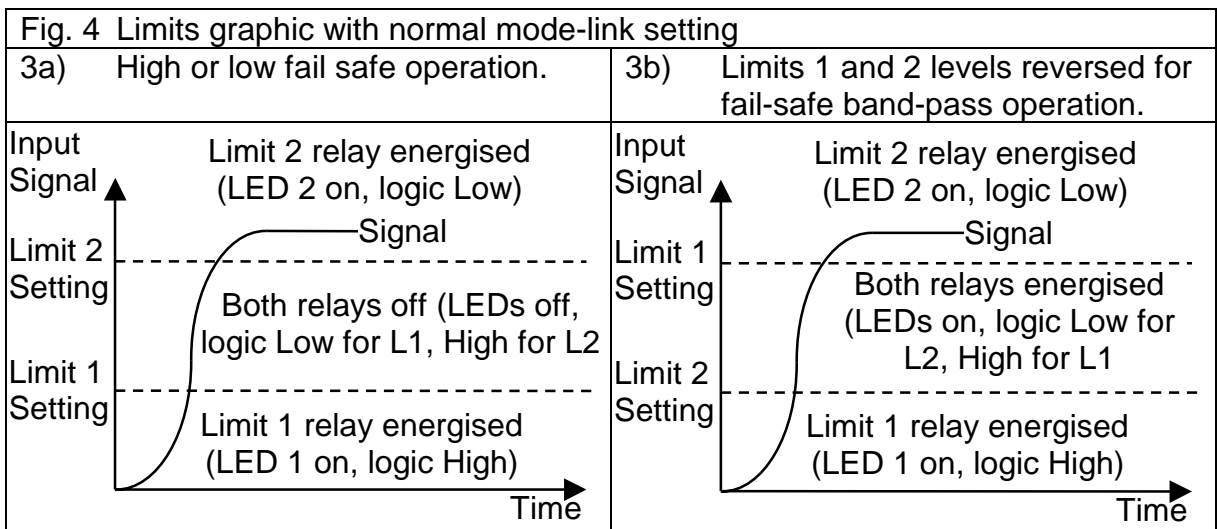 Fig. 4 Limits graphic with normal mode-link setting
3a) High or low fail safe operation.
3b) Limits 1 and 2 levels reversed for
fail-safe band-pass operation.
Input
Signal
Limit 2 relay energised
(LED 2 on, logic Low)
Signal
Limit 2
Setting
Both relays off (LEDs off,
logic Low for L1, High for L2
Limit 1
Setting
Limit 1 relay energised
(LED 1 on, logic High)
Time
Input
Signal
Limit 2 relay energised
(LED 2 on, logic Low)
Signal
Limit 1
Setting
Both relays energised
(LEDs on, logic Low for
L2, High for L1
Limit 2
Setting
Limit 1 relay energised
(LED 1 on, logic High)
Time